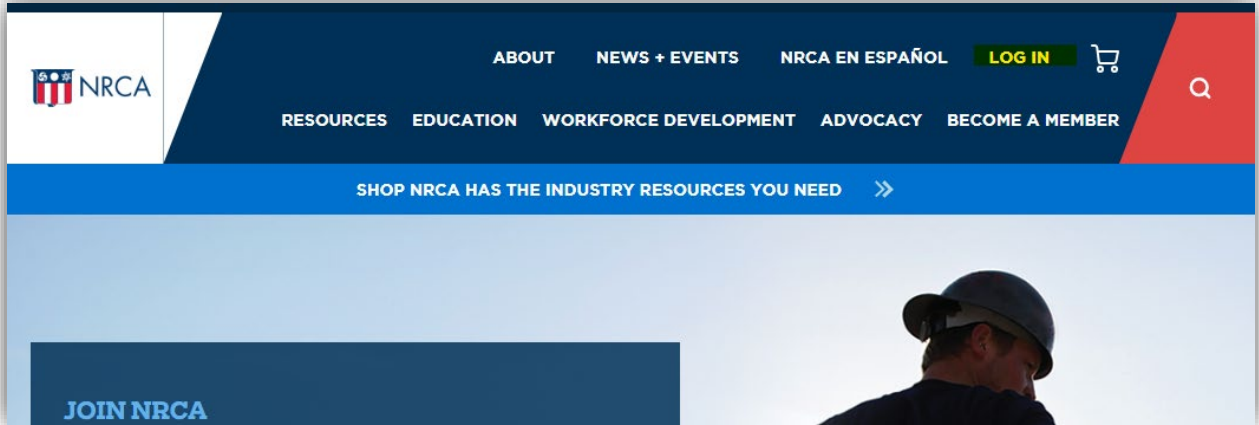 NRCA
ABOUT NEWS + EVENTS NRCA EN ESPAÑOL LOG IN
RESOURCES EDUCATION WORKFORCE DEVELOPMENT ADVOCACY BECOME A MEMBER
SHOP NRCA HAS THE INDUSTRY RESOURCES YOU NEED
JOIN NRCA